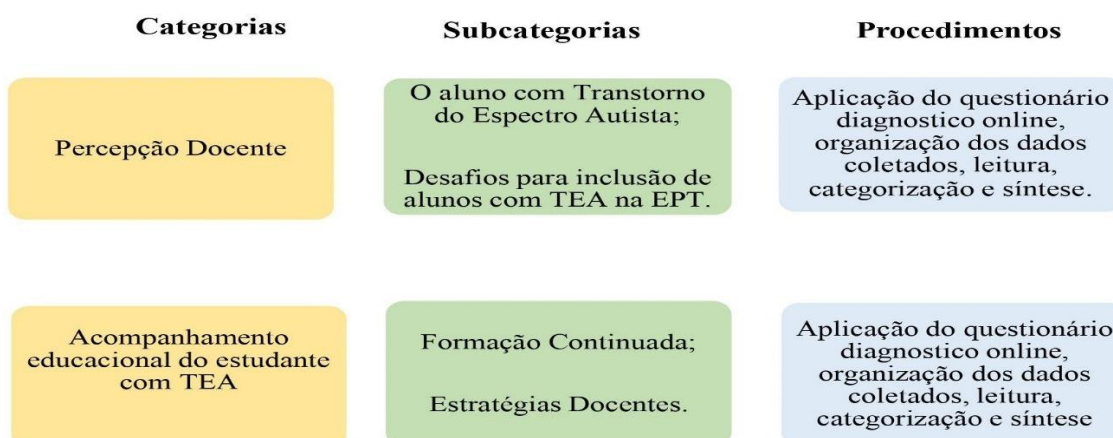 Categorias
Subcategorias
Procedimentos
Percepção Docente
O aluno com Transtorno
do Espectro Autista;
Desafios para inclusão de
alunos com TEA na EPT.
Aplicação do questionário
diagnostico online,
organização dos dados
coletados, leitura,
categorização e síntese.
Acompanhamento
educacional do estudante
com TEA
Formação Continuada;
Estratégias Docentes.
Aplicação do questionário
diagnostico online,
organização dos dados
coletados, leitura,
categorização e síntese